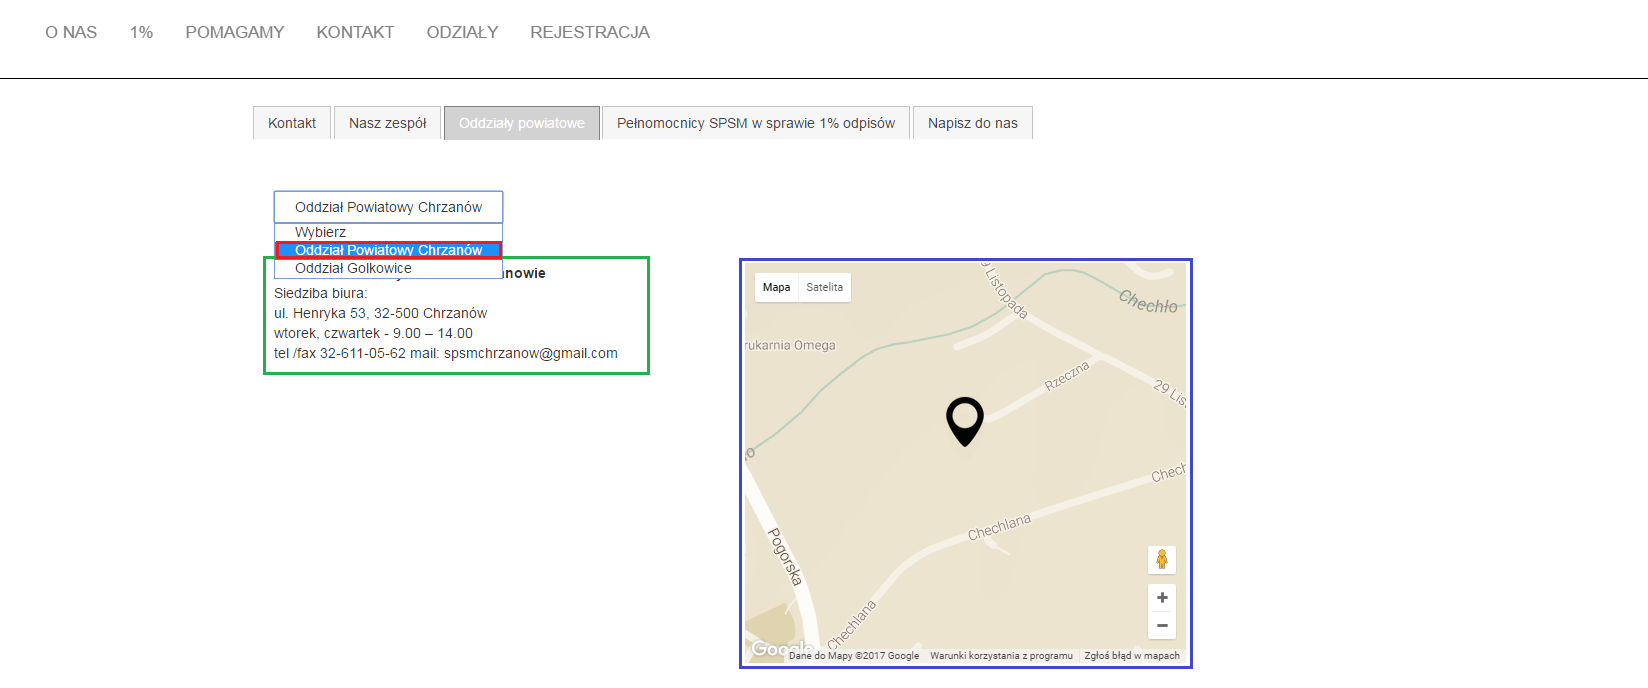 O NAS 1% POMAGAMY KONTAKT ODZIAŁY REJESTRACJA
Kontakt Nasz zespół Oddziały powiatowe Pełnomocnicy SPSM w sprawie 1% odpisów Napisz do nas
Oddział Powiatowy Chrzanów
Wybierz
Oddział Powiatowy Chrzanów
Oddział Golkowice
nowie
Siedziba biura:
ul. Henryka 53, 32-500 Chrzanów
wtorek, czwartek - 9.00 – 14.00
tel /fax 32-611-05-62 mail: spsmchrzanow@gmail.com
Mapa Satelita
29 Listopada
Chechło
rukarnia Omega
Rzeczna
29 Lis
Chech
Chechlana
Pogorska
Chechlana
Google
Dane do Mapy ©2017 Google Warunki korzystania z programu Zgłoś błąd w mapach